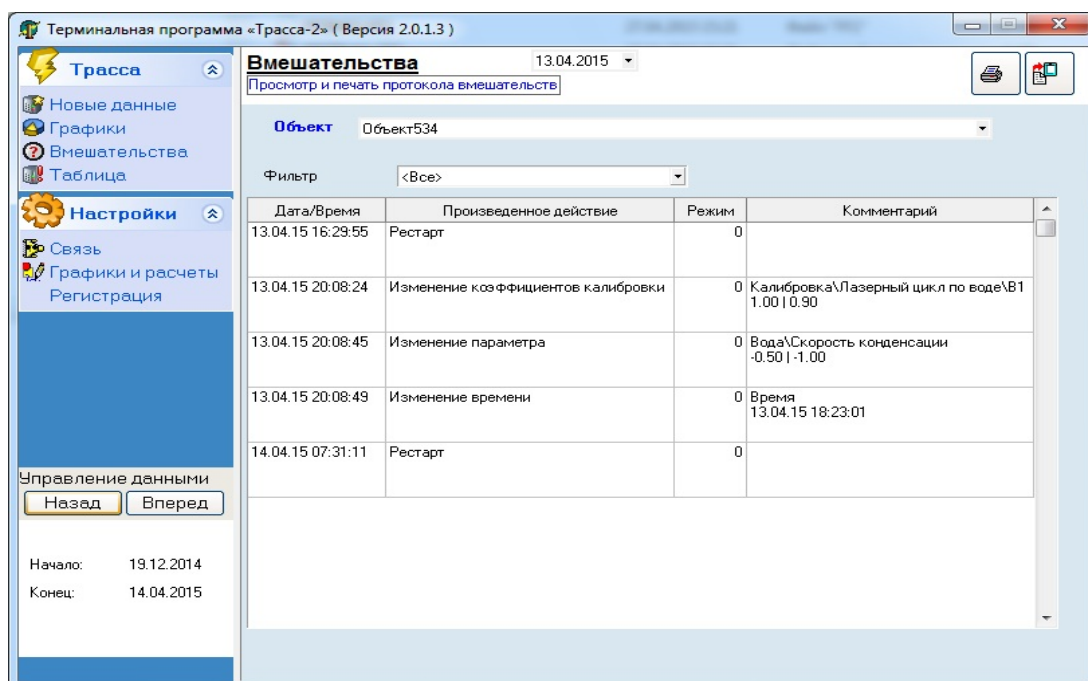 Терминальная программа «Трасса-2» ( Версия 2.0.1.3 )
Трасса
Новые данные
Графики
Вмешательства
Таблица
Настройки
Связь
Графики и расчеты
Регистрация
Управление данными
Назад Вперед
Начало: 19.12.2014
Конец: 14.04.2015
Вмешательства 13.04.2015
Просмотр и печать протокола вмешательств
Объект Объект534
Фильтр <Все>
Дата/Время Произведенное действие Режим Комментарий
13.04.15 16:29:55 Рестарт 0
13.04.15 20:08:24 Изменение коэффициентов калибровки 0 Калибровка\Лазерный цикл по воде\В1
1.00 | 0.90
13.04.15 20:08:45 Изменение параметра 0 Вода\Скорость конденсации
-0.50 | -1.00
13.04.15 20:08:49 Изменение времени 0 Время
13.04.15 18:23:01
14.04.15 07:31:11 Рестарт 0